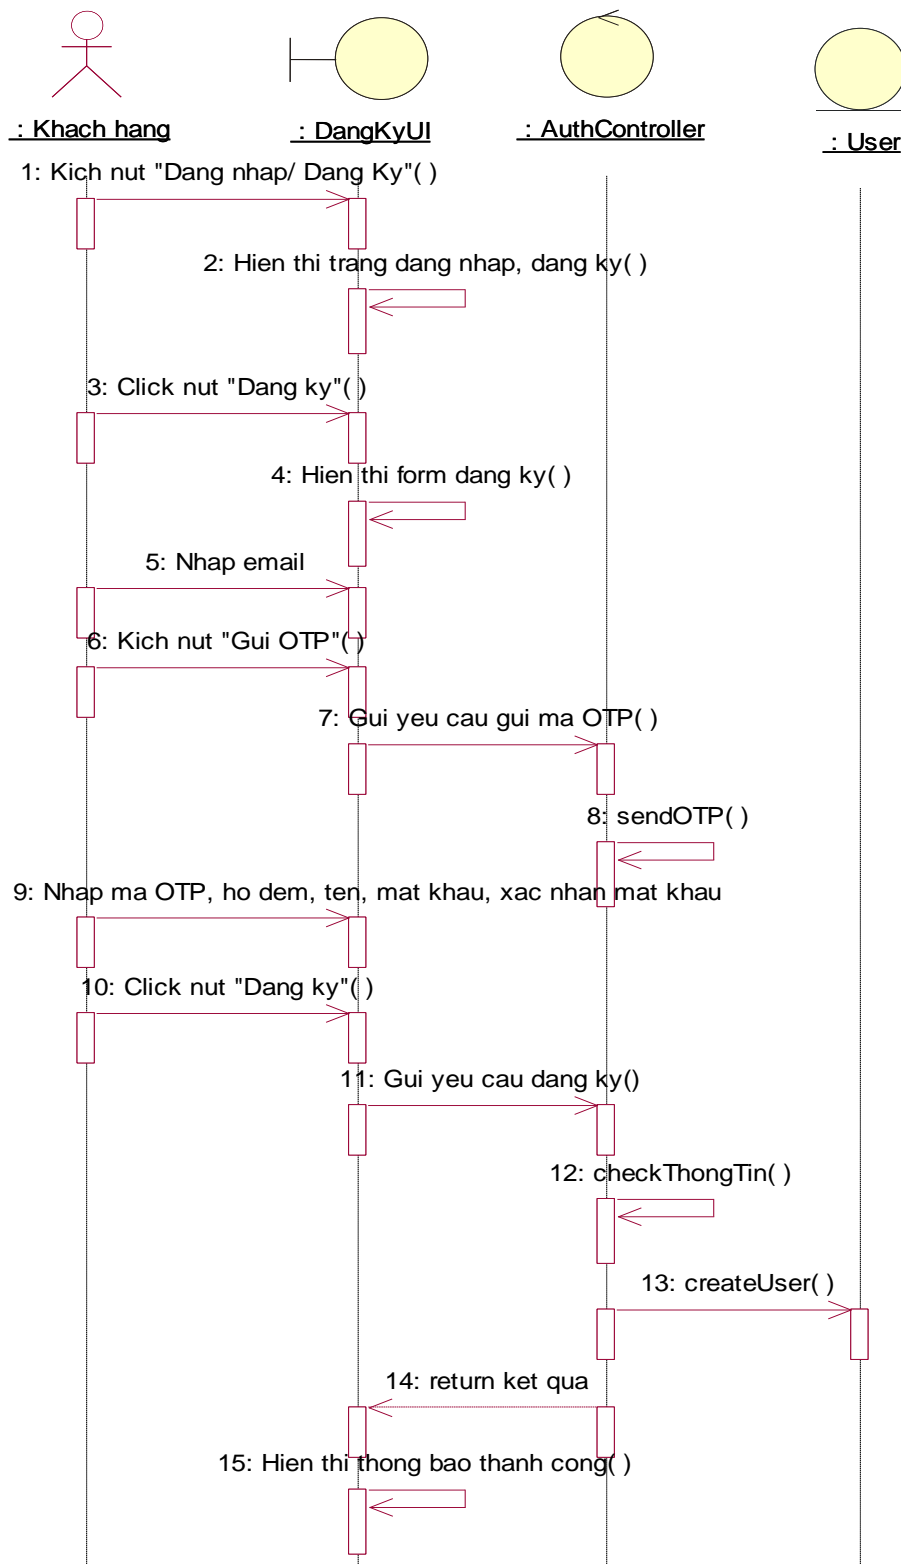 : Khach hang
: DangKyUI
: AuthController
: User
1: Kich nut "Dang nhap/ Dang Ky"( )
2: Hien thi trang dang nhap, dang ky( )
3: Click nut "Dang ky"( )
4: Hien thi form dang ky( )
5: Nhap email
6: Kich nut "Gui OTP"( )
7: Gui yeu cau gui ma OTP( )
8: sendOTP( )
9: Nhap ma OTP, ho dem, ten, mat khau, xac nhan mat khau
10: Click nut "Dang ky"( )
11: Gui yeu cau dang ky()
12: checkThongTin( )
13: createUser( )
14: return ket qua
15: Hien thi thong bao thanh cong( )